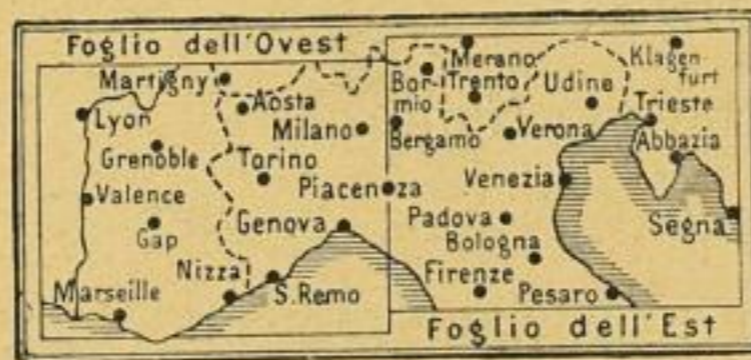 Foglio dell'Ovest
Martigny
Aosta
Lyon
Milano
Grenoble
Torino
Valence
Piacenza
Gap
Genova
Nizza
Marseille
S.Remo
Merano
Klagen
furt
Bor-
mio
Trento
Udine
Trieste
Bergamo
Verona
Abbazia
Venezia
Padova
Segna
Bologna
Firenze
Pesaro
Foglio dell'Est